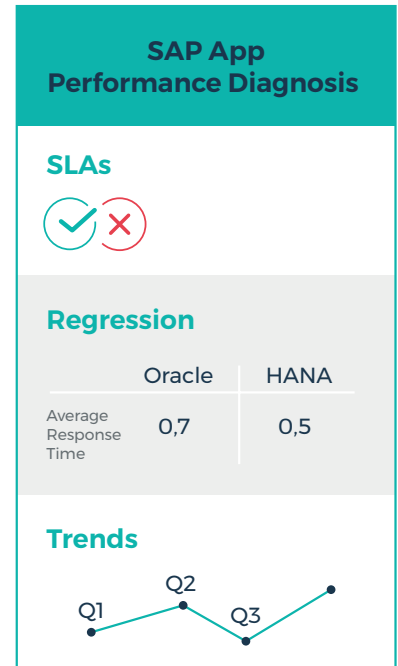 SAP App
Performance Diagnosis
SLAs
Regression
Oracle HANA
Average
Response
Time
0,7 0,5
Trends
Q1
Q2
Q3